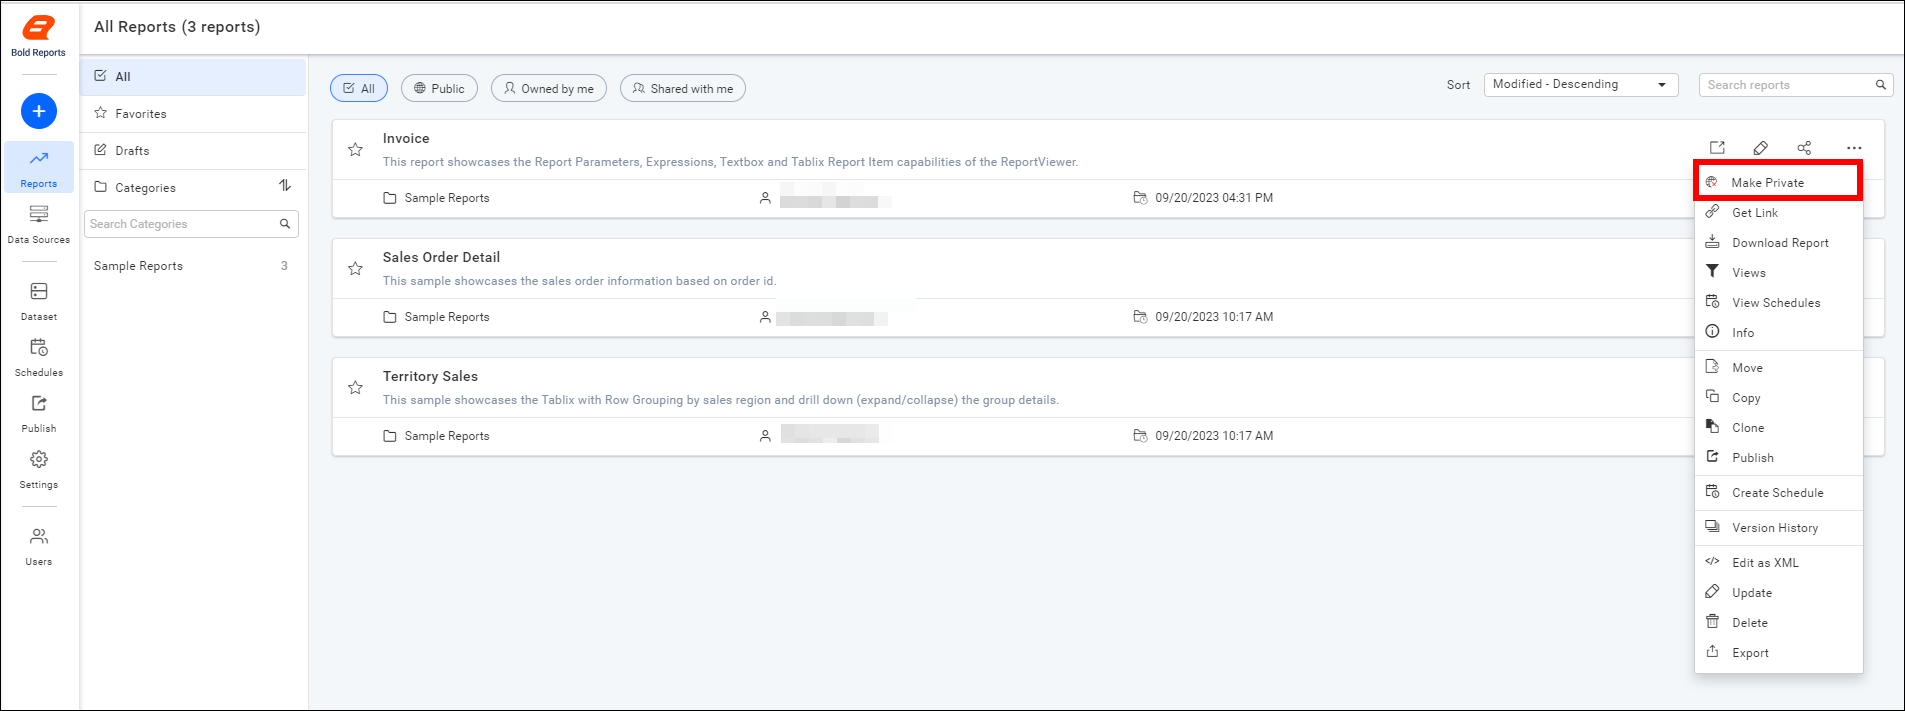 Bold Reports
All Reports (3 reports)
Reports
Data Sources
Dataset
Schedules
Publish
Settings
Users
All
Favorites
Drafts
Categories
Search Categories
Sample Reports 3
All Public Owned by me Shared with me
Sort Modified - Descending Search reports
Invoice
This report showcases the Report Parameters, Expressions, Textbox and Tablix Report Item capabilities of the ReportViewer.
Sample Reports 09/20/2023 04:31 PM
Sales Order Detail
This sample showcases the sales order information based on order id.
Sample Reports 09/20/2023 10:17 AM
Territory Sales
This sample showcases the Tablix with Row Grouping by sales region and drill down (expand/collapse) the group details.
Sample Reports 09/20/2023 10:17 AM
Make Private
Get Link
Download Report
Views
View Schedules
Info
Move
Copy
Clone
Publish
Create Schedule
Version History
Edit as XML
Update
Delete
Export